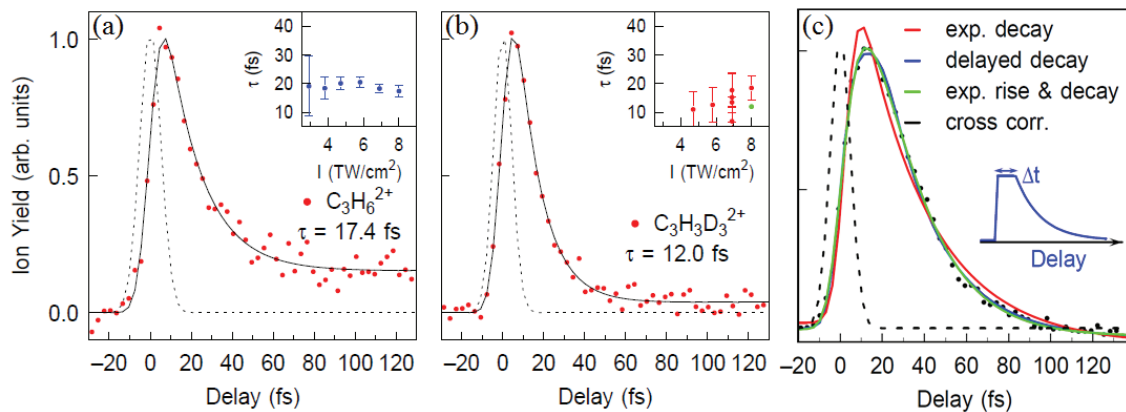 (a)
Ion Yield (arb. units)
1.0
0.5
0.0
−20 0 20 40 60 80 100 120
Delay (fs)
τ (fs)
40
30
20
10
4 6 8
I (TW/cm²)
C₃H₆²⁺
τ = 17.4 fs
(b)
−20 0 20 40 60 80 100 120
Delay (fs)
τ (fs)
40
30
20
10
4 6 8
I (TW/cm²)
C₃H₃D₃²⁺
τ = 12.0 fs
(c)
exp. decay
delayed decay
exp. rise & decay
cross corr.
Δt
Delay
−20 0 20 40 60 80 100 120
Delay (fs)